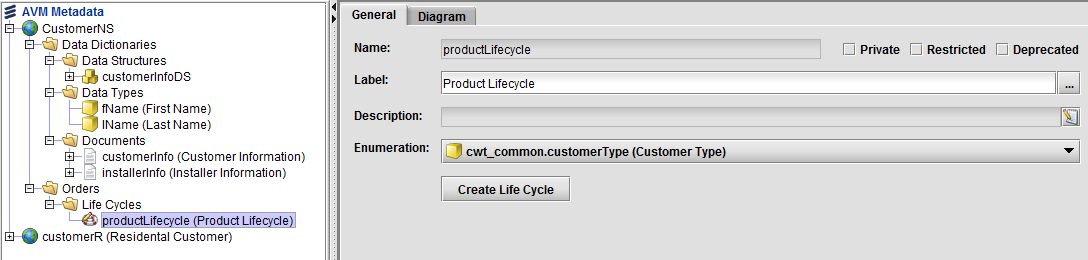 AVM Metadata
CustomerNS
Data Dictionaries
Data Structures
customerInfoDS
Data Types
fName (First Name)
lName (Last Name)
Documents
customerInfo (Customer Information)
installerInfo (Installer Information)
Orders
Life Cycles
productLifecycle (Product Lifecycle)
customerR (Residental Customer)
General Diagram
Name: productLifecycle Private Restricted Deprecated
Label: Product Lifecycle ...
Description:
Enumeration: cwt_common.customerType (Customer Type)
Create Life Cycle